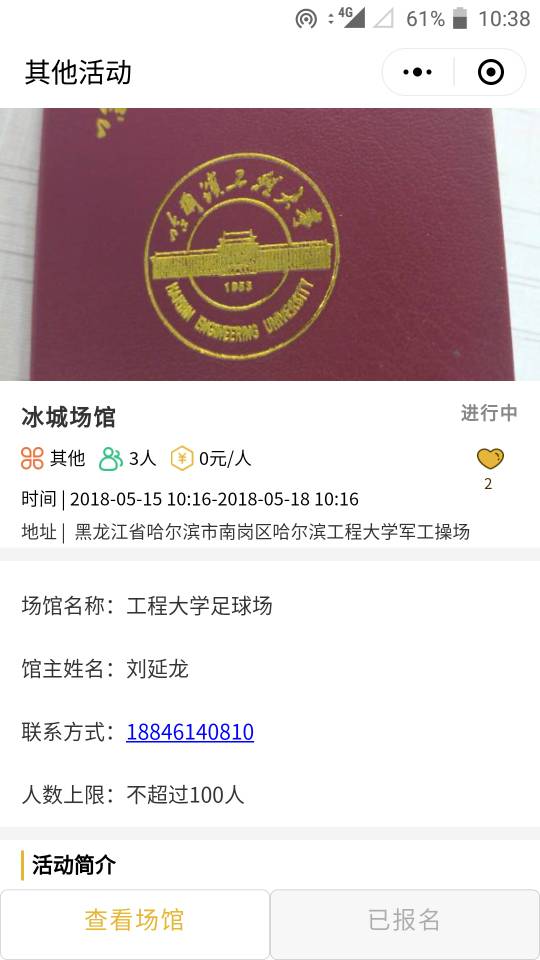 4G 61% 10:38
其他活动
哈尔滨工程大学
1953
HARBIN ENGINEERING UNIVERSITY
冰城场馆
进行中
其他 3人 ¥ 0元/人
2
时间 | 2018-05-15 10:16-2018-05-18 10:16
地址 | 黑龙江省哈尔滨市南岗区哈尔滨工程大学军工操场
场馆名称：工程大学足球场
馆主姓名：刘延龙
联系方式：18846140810
人数上限：不超过100人
活动简介
查看场馆 已报名